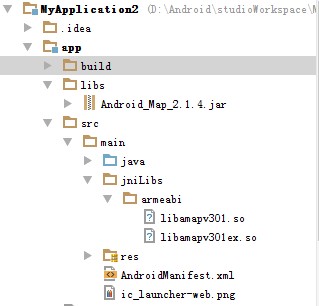 MyApplication2 (D:\Android\studioWorkspace\M
.idea
app
build
libs
Android_Map_2.1.4.jar
src
main
java
jniLibs
armeabi
libamapv301.so
libamapv301ex.so
res
AndroidManifest.xml
ic_launcher-web.png